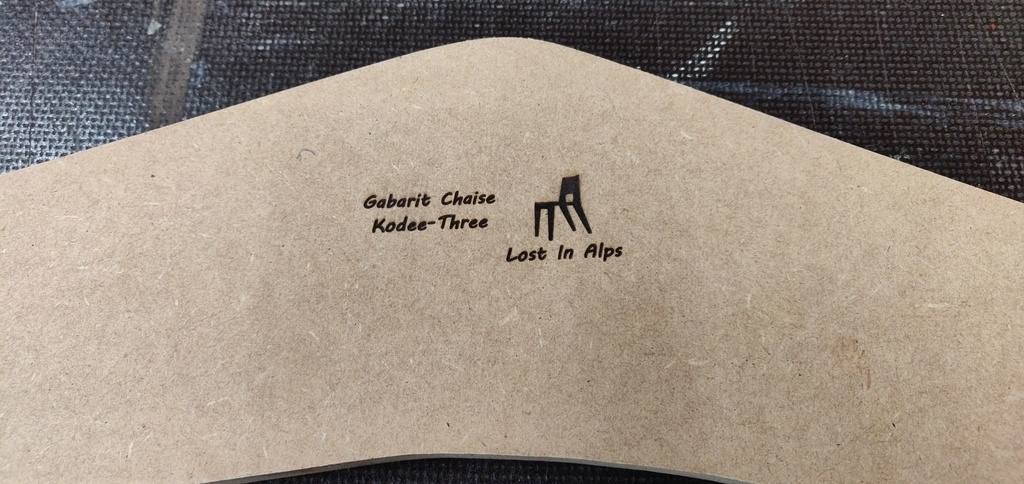 Gabarit Chaise
Kodee-Three
Lost In Alps